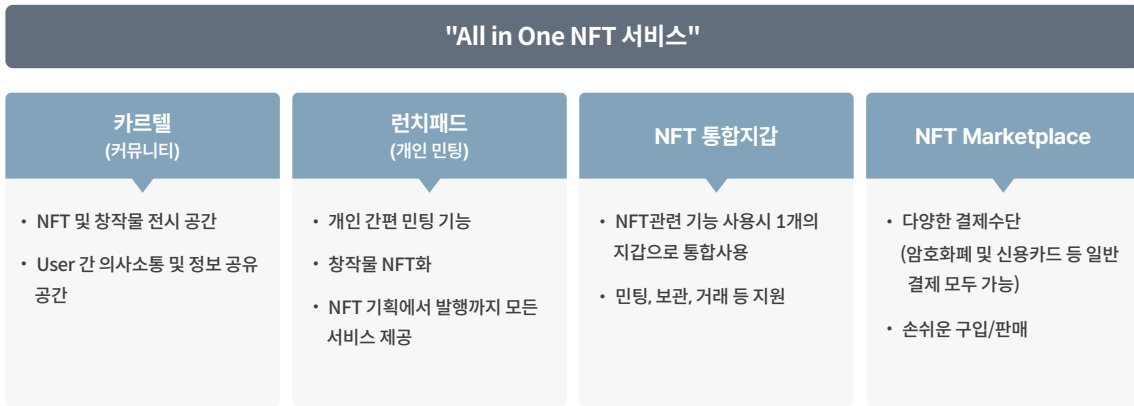 "All in One NFT 서비스"
카르텔
(커뮤니티)
• NFT 및 창작물 전시 공간
• User 간 의사소통 및 정보 공유
공간
런치패드
(개인 민팅)
• 개인 간편 민팅 기능
• 창작물 NFT화
• NFT 기획에서 발행까지 모든
서비스 제공
NFT 통합지갑
• NFT관련 기능 사용시 1개의
지갑으로 통합사용
• 민팅, 보관, 거래 등 지원
NFT Marketplace
• 다양한 결제수단
(암호화폐 및 신용카드 등 일반
결제 모두 가능)
• 손쉬운 구입/판매